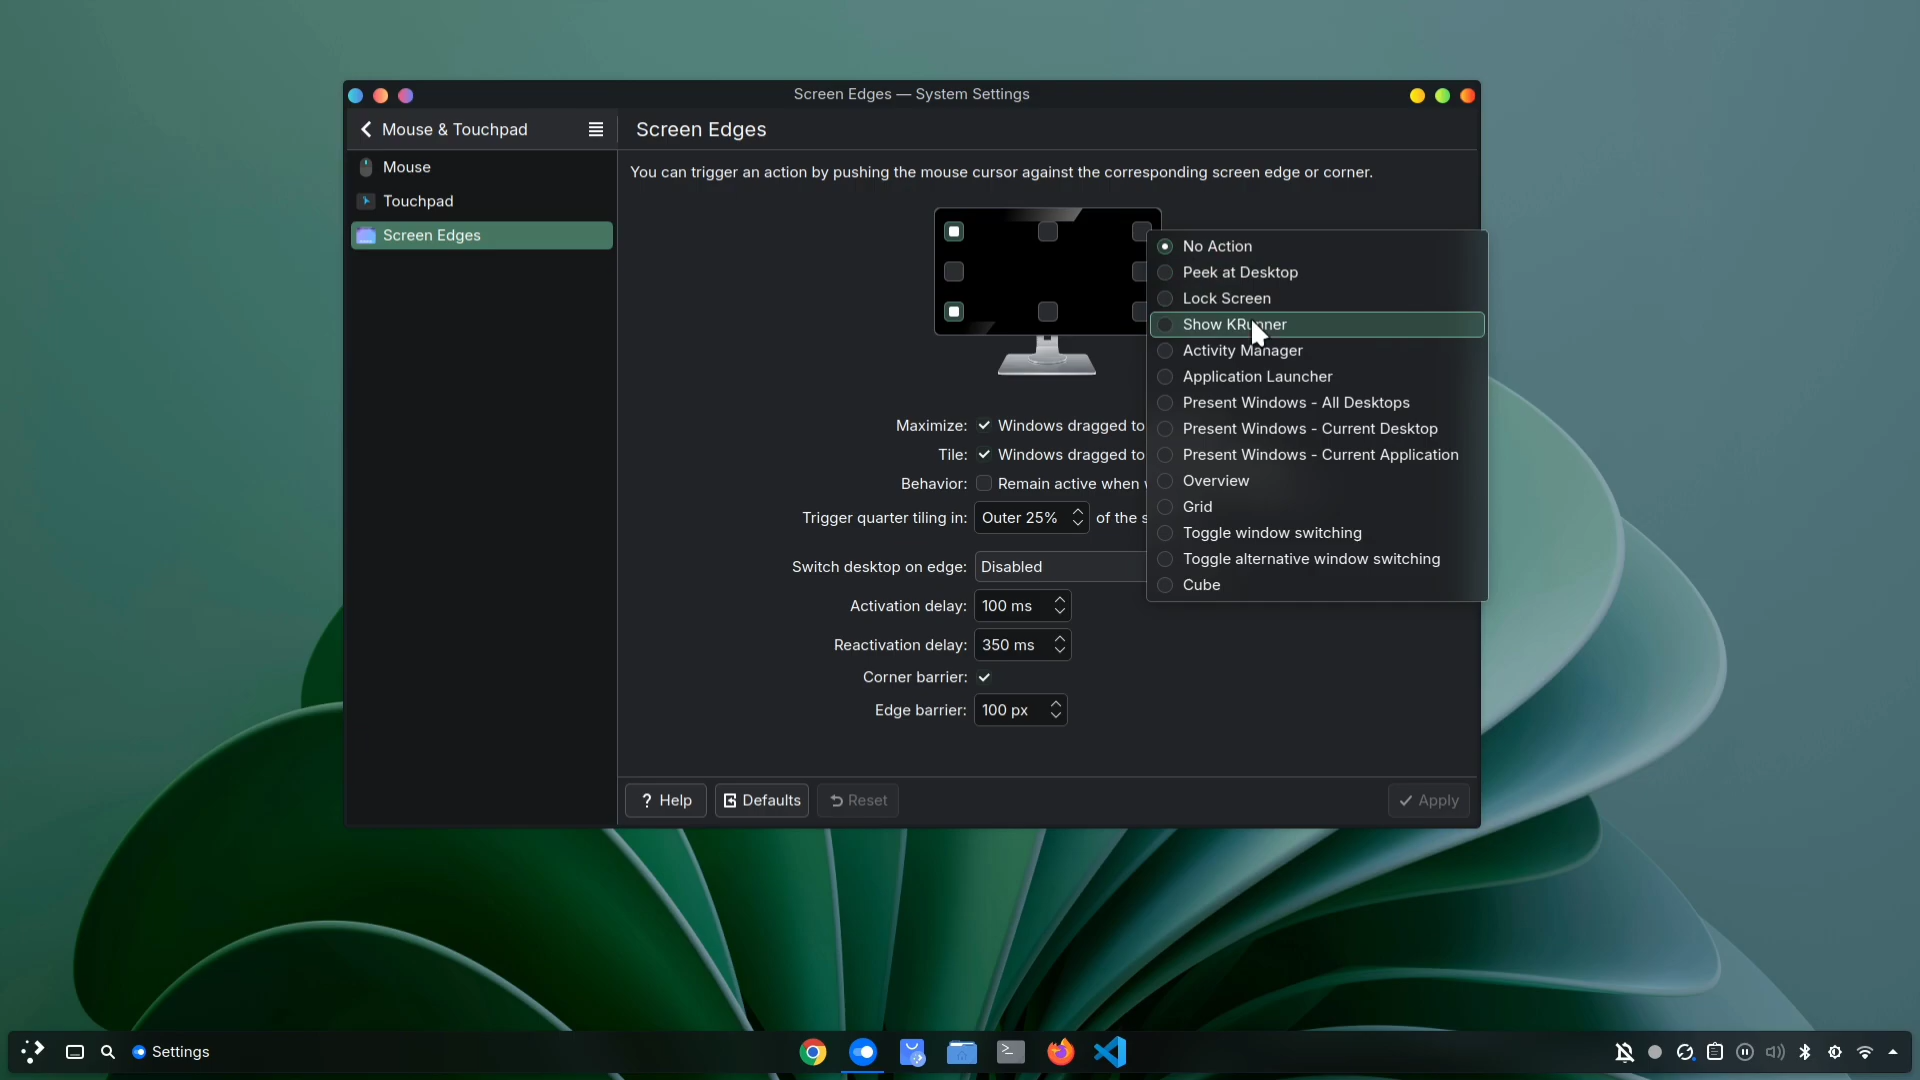 Screen Edges — System Settings
Mouse & Touchpad
Screen Edges
Mouse
Touchpad
Screen Edges
You can trigger an action by pushing the mouse cursor against the corresponding screen edge or corner.
No Action
Peek at Desktop
Lock Screen
Show KRunner
Activity Manager
Application Launcher
Present Windows - All Desktops
Present Windows - Current Desktop
Present Windows - Current Application
Overview
Grid
Toggle window switching
Toggle alternative window switching
Cube
Maximize: Windows dragged to
Tile: Windows dragged to
Behavior: Remain active when
Trigger quarter tiling in: Outer 25% of the
Switch desktop on edge: Disabled
Activation delay: 100 ms
Reactivation delay: 350 ms
Corner barrier:
Edge barrier: 100 px
? Help
Defaults
Reset
Apply
Settings